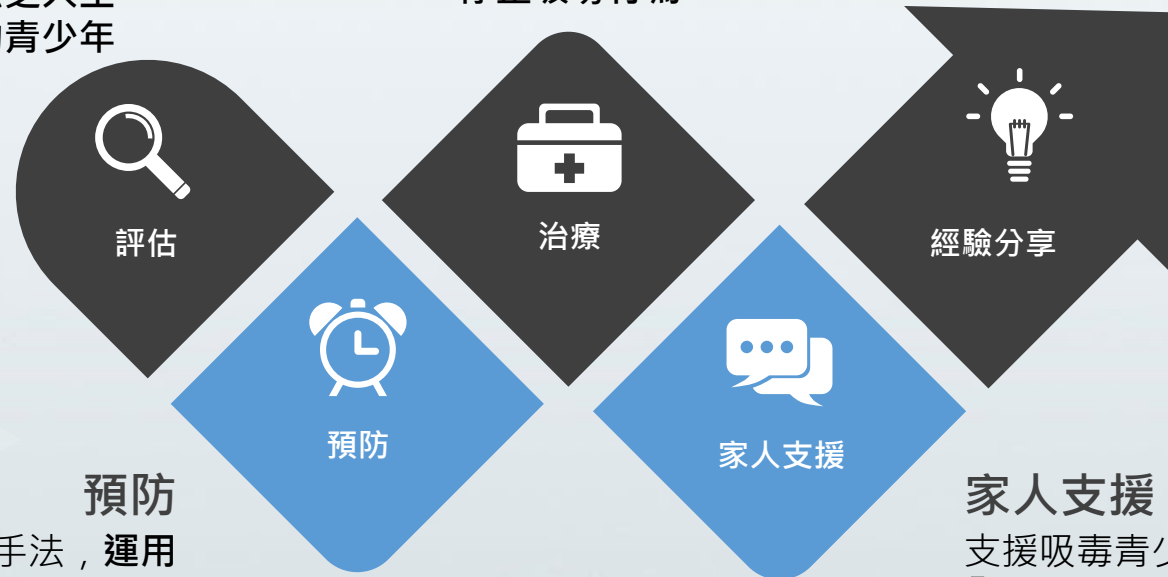 青少年
評估
治療
經驗分享
預防
家人支援
預防
手法，運用
家人支援
支援吸毒青少